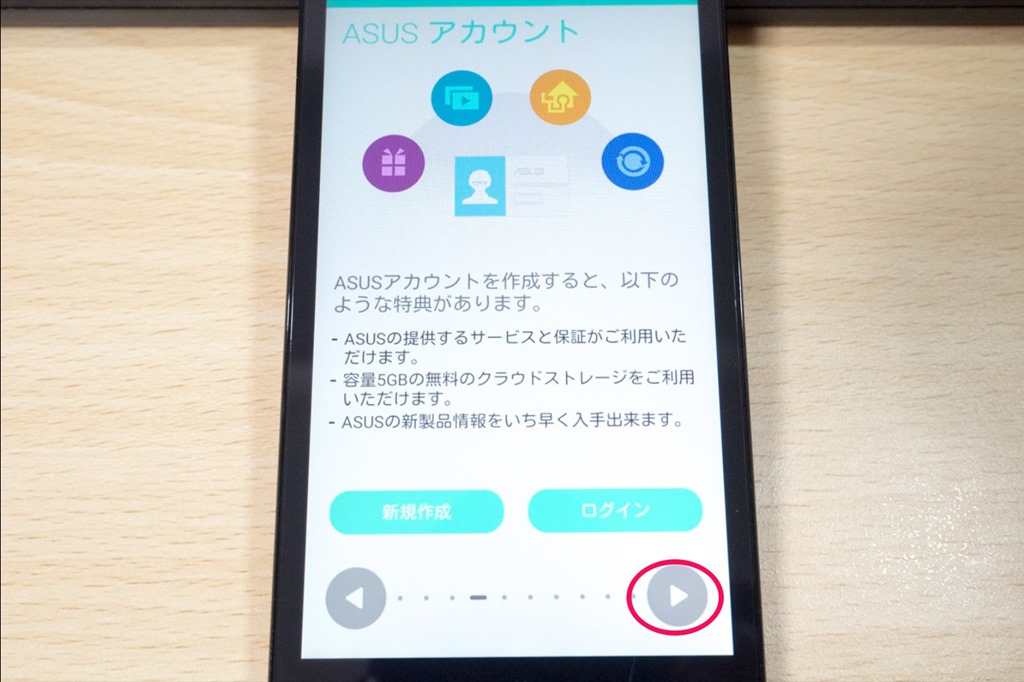 ASUS アカウント
ASUS
ASUSアカウントを作成すると、以下の
ような特典があります。
- ASUSの提供するサービスと保証がご利用いた
だけます。
- 容量5GBの無料のクラウドストレージをご利用
いただけます。
- ASUSの新製品情報をいち早く入手出来ます。
新規作成
ログイン